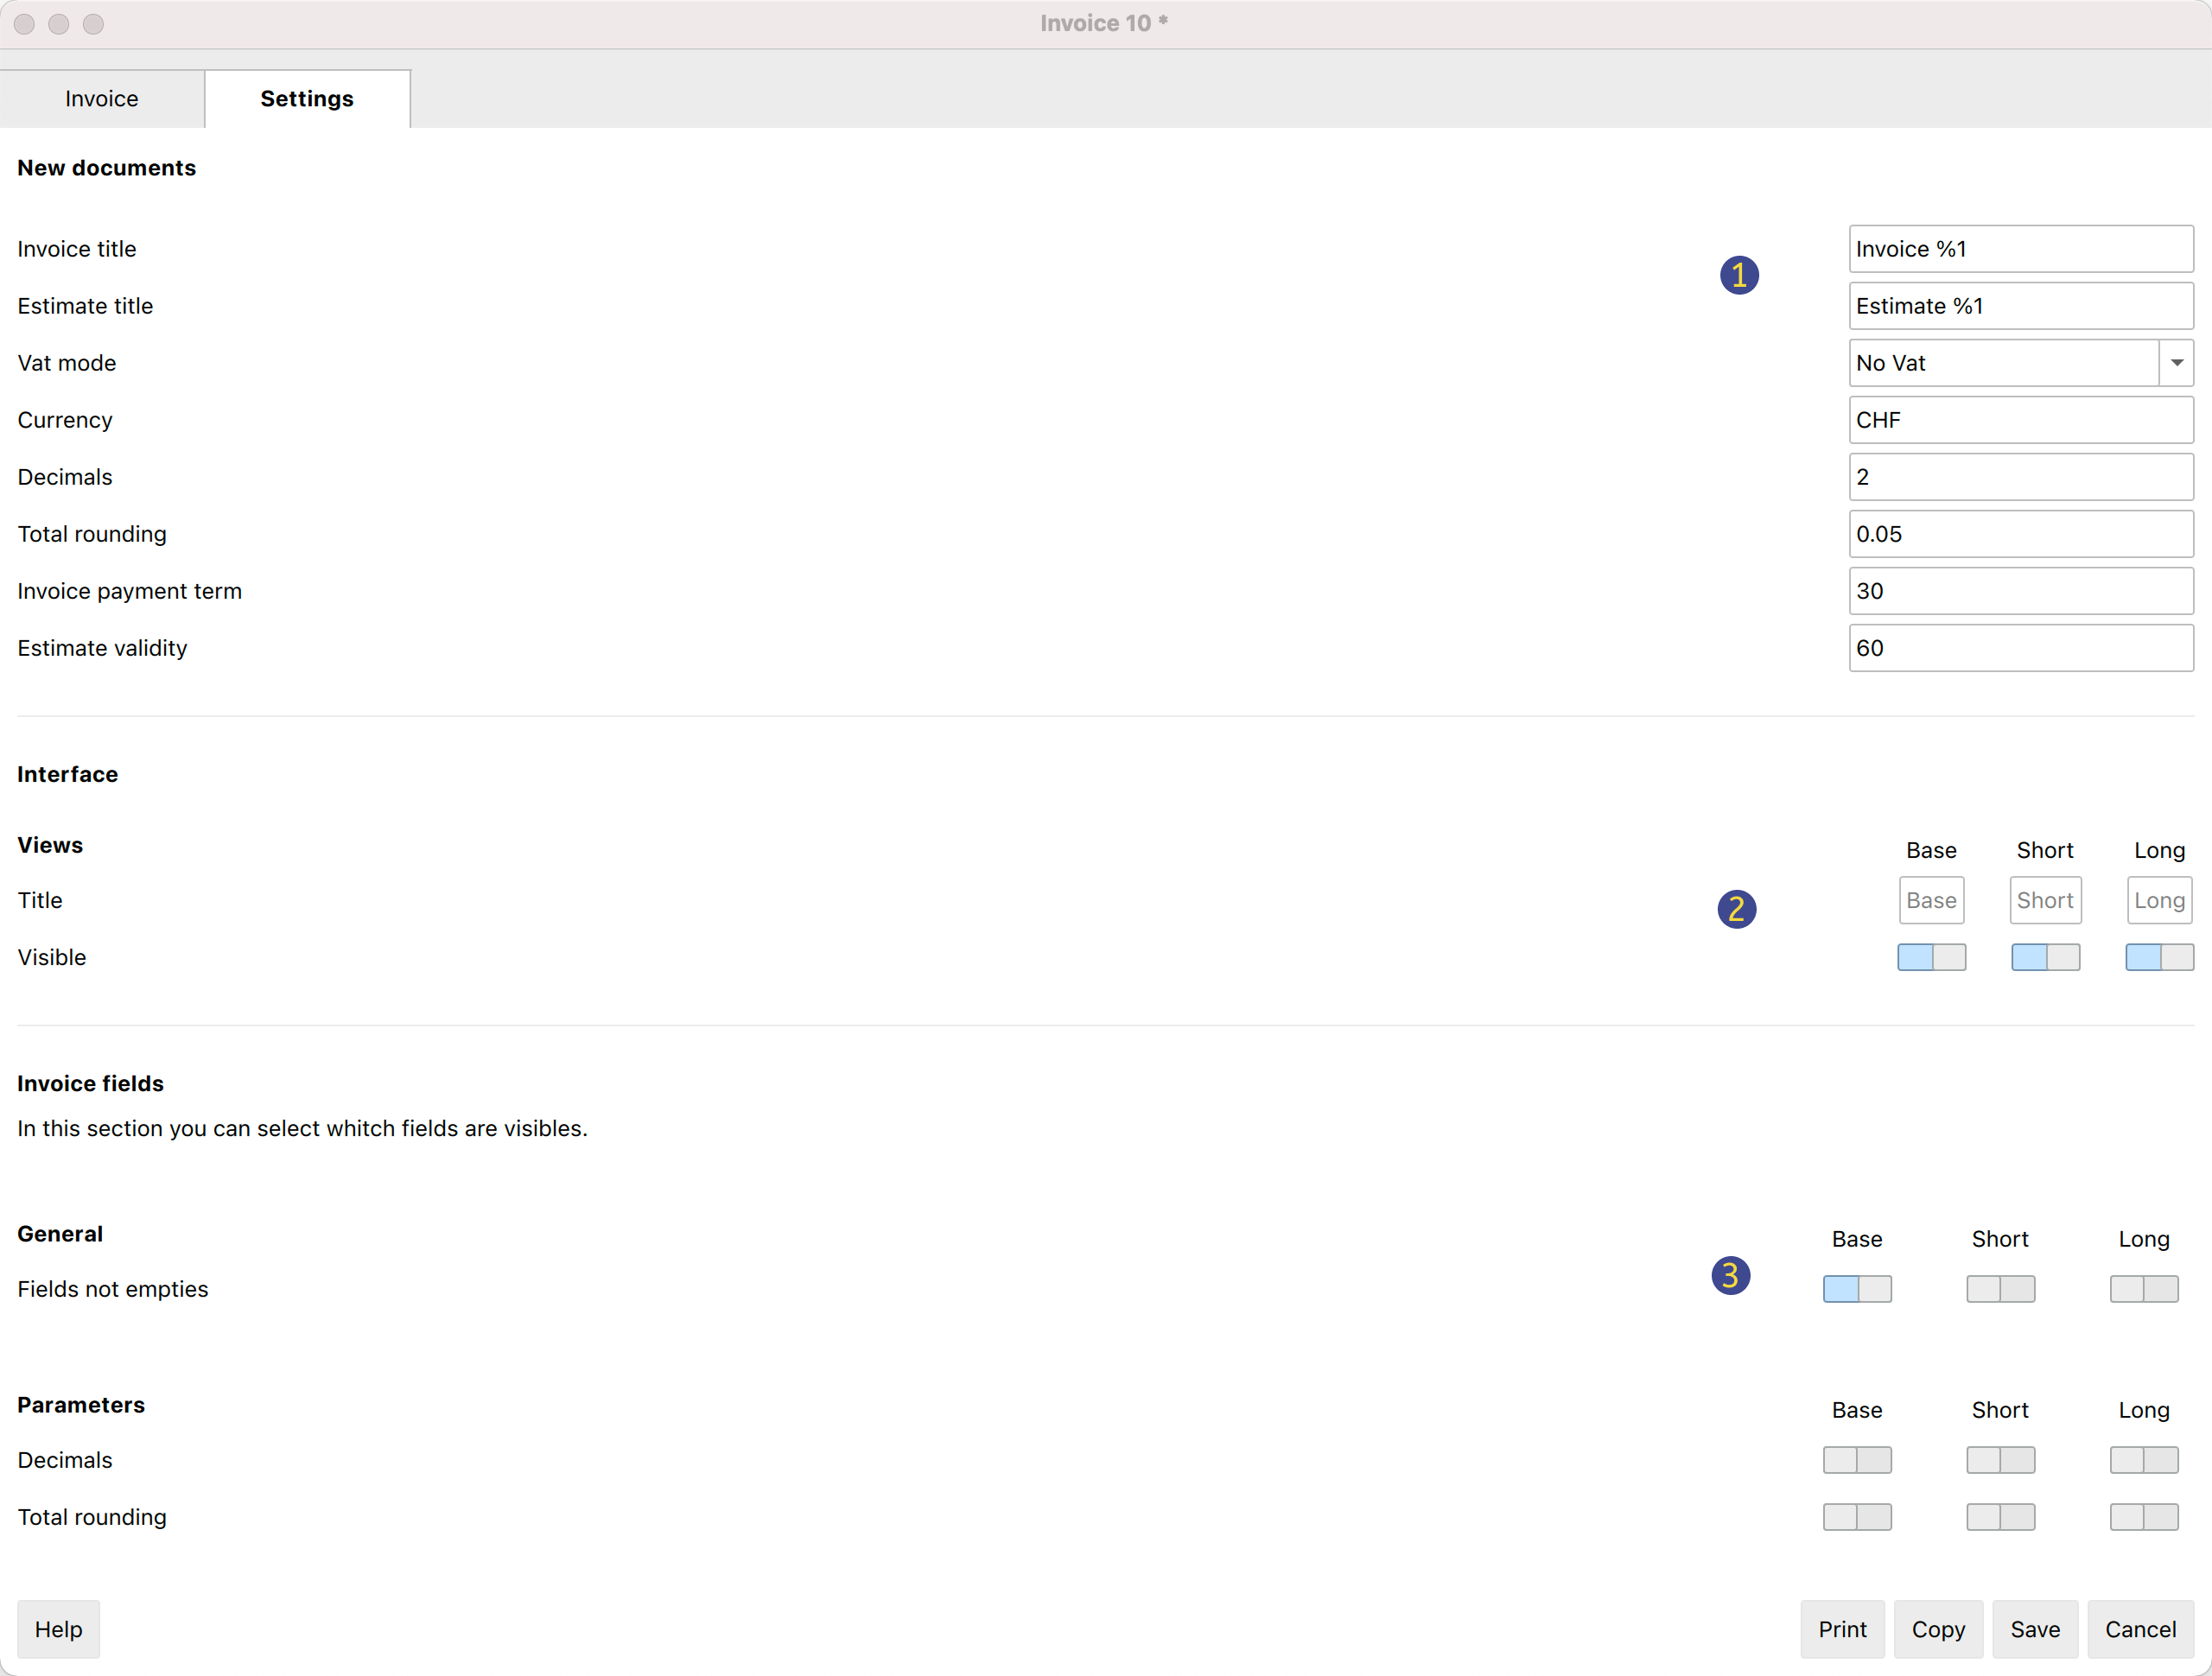 Invoice 10 *
Invoice Settings
New documents
Invoice title Invoice %1
1
Estimate title Estimate %1
Vat mode No Vat
Currency CHF
Decimals 2
Total rounding 0.05
Invoice payment term 30
Estimate validity 60
Interface
Views Base Short Long
Title 2 Base Short Long
Visible
Invoice fields
In this section you can select whitch fields are visibles.
General Base Short Long
Fields not empties 3
Parameters Base Short Long
Decimals
Total rounding
Help Print Copy Save Cancel